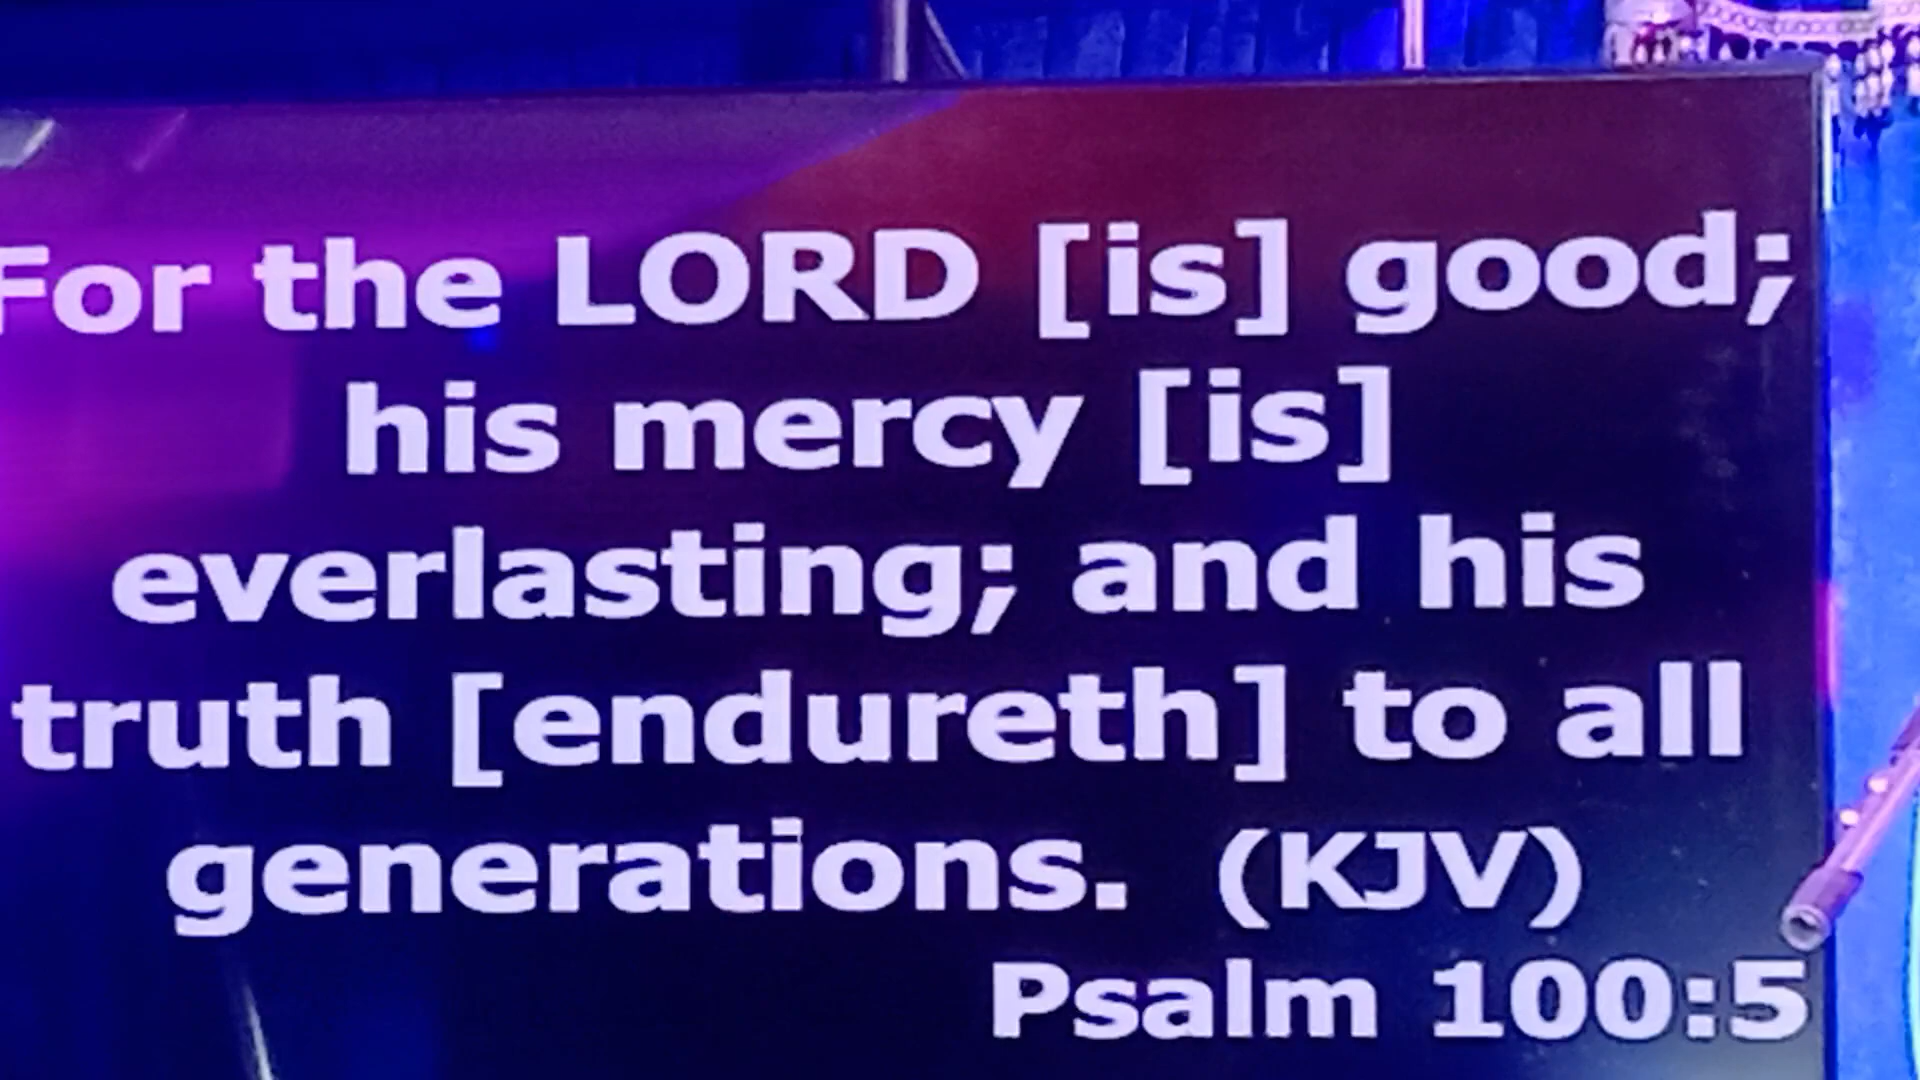 For the LORD [is] good;
his mercy [is]
everlasting; and his
truth [endureth] to all
generations. (KJV)
Psalm 100:5